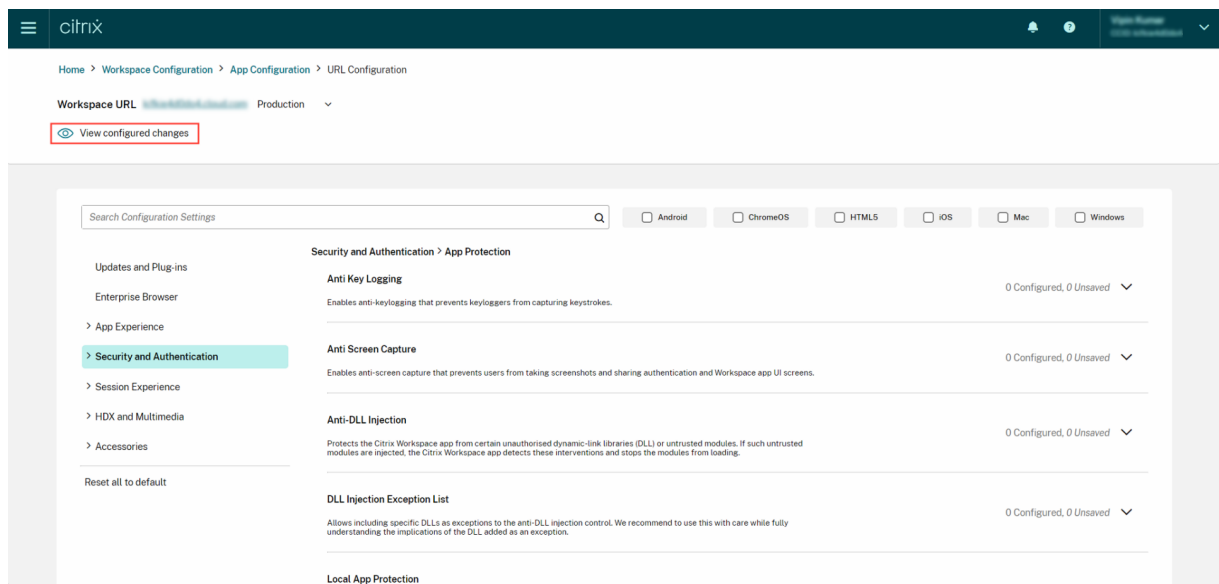 citrix
Home > Workspace Configuration > App Configuration > URL Configuration
Workspace URL Production
View configured changes
Search Configuration Settings
Android
ChromeOS
HTML5
iOS
Mac
Windows
Updates and Plug-ins
Enterprise Browser
> App Experience
> Security and Authentication
> Session Experience
> HDX and Multimedia
> Accessories
Reset all to default
Security and Authentication > App Protection
Anti Key Logging
Enables anti-keylogging that prevents keyloggers from capturing keystrokes.
0 Configured, 0 Unsaved
Anti Screen Capture
Enables anti-screen capture that prevents users from taking screenshots and sharing authentication and Workspace app UI screens.
0 Configured, 0 Unsaved
Anti-DLL Injection
Protects the Citrix Workspace app from certain unauthorised dynamic-link libraries (DLL) or untrusted modules. If such untrusted
modules are injected, the Citrix Workspace app detects these interventions and stops the modules from loading.
0 Configured, 0 Unsaved
DLL Injection Exception List
Allows including specific DLLs as exceptions to the anti-DLL injection control. We recommend to use this with care while fully
understanding the implications of the DLL added as an exception.
0 Configured, 0 Unsaved
Local App Protection